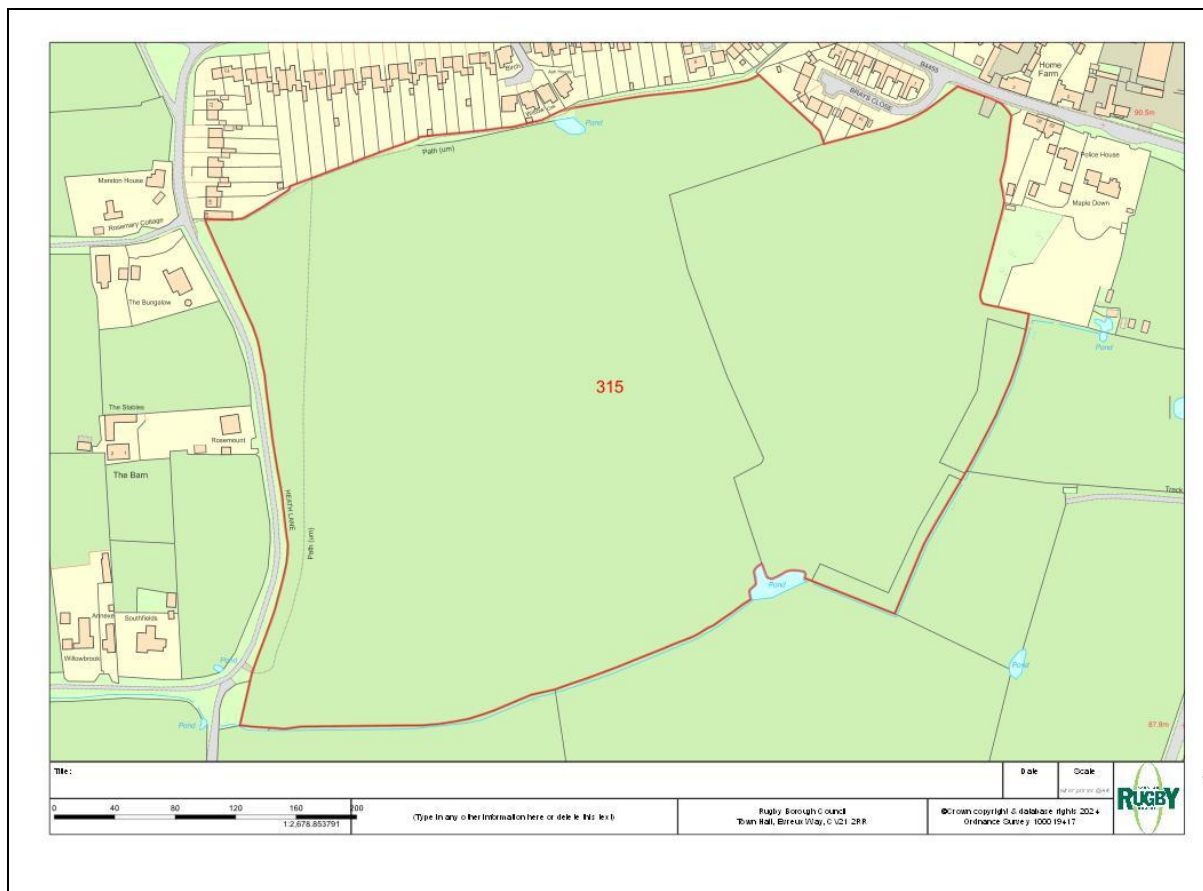 B4455
Home
Farm
Birch
Ash House
BRAYS CLOSE
90.5m
Pond
Path (um)
Police House
Marston House
Maple Down
Rosemary Cottage
The Bungalow
Pond
315
The Stables
Rosemount
The Barn
Track
HEATH LANE
Path (um)
Pond
Annexe
Southfields
Willowbrook
Pond
Pond
Pond
87.8m
Title:
Date
Scale
0 40 80 120 160 200
1:2,678.853791
(Type in any other information here or delete this text)
Rugby Borough Council
Town Hall, Evreux Way, CV21 2RR
©Crown copyright & database rights 2024
Ordnance Survey 100019417
RUGBY